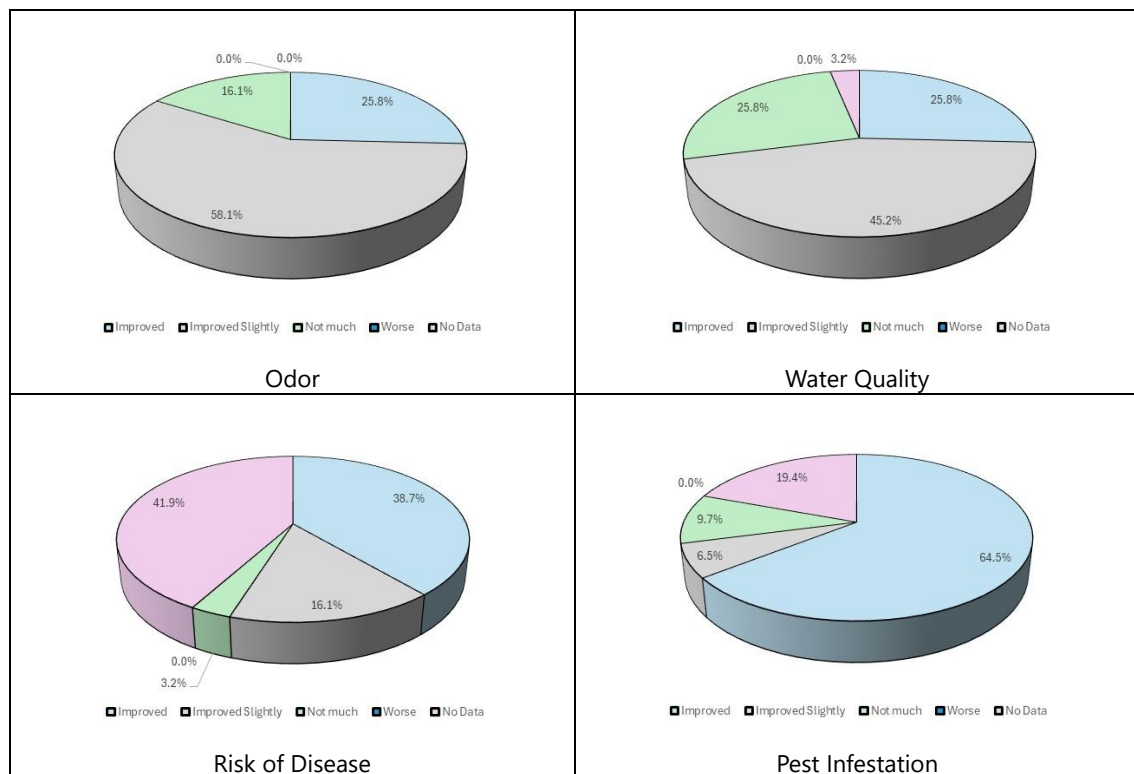 0.0% 0.0%
16.1% 25.8%
58.1%
Improved Improved Slightly Not much Worse No Data
Odor
0.0% 3.2%
25.8% 25.8%
45.2%
Improved Improved Slightly Not much Worse No Data
Water Quality
41.9% 38.7%
16.1%
0.0%
3.2%
Improved Improved Slightly Not much Worse No Data
Risk of Disease
19.4%
0.0%
9.7%
6.5% 64.5%
Improved Improved Slightly Not much Worse No Data
Pest Infestation